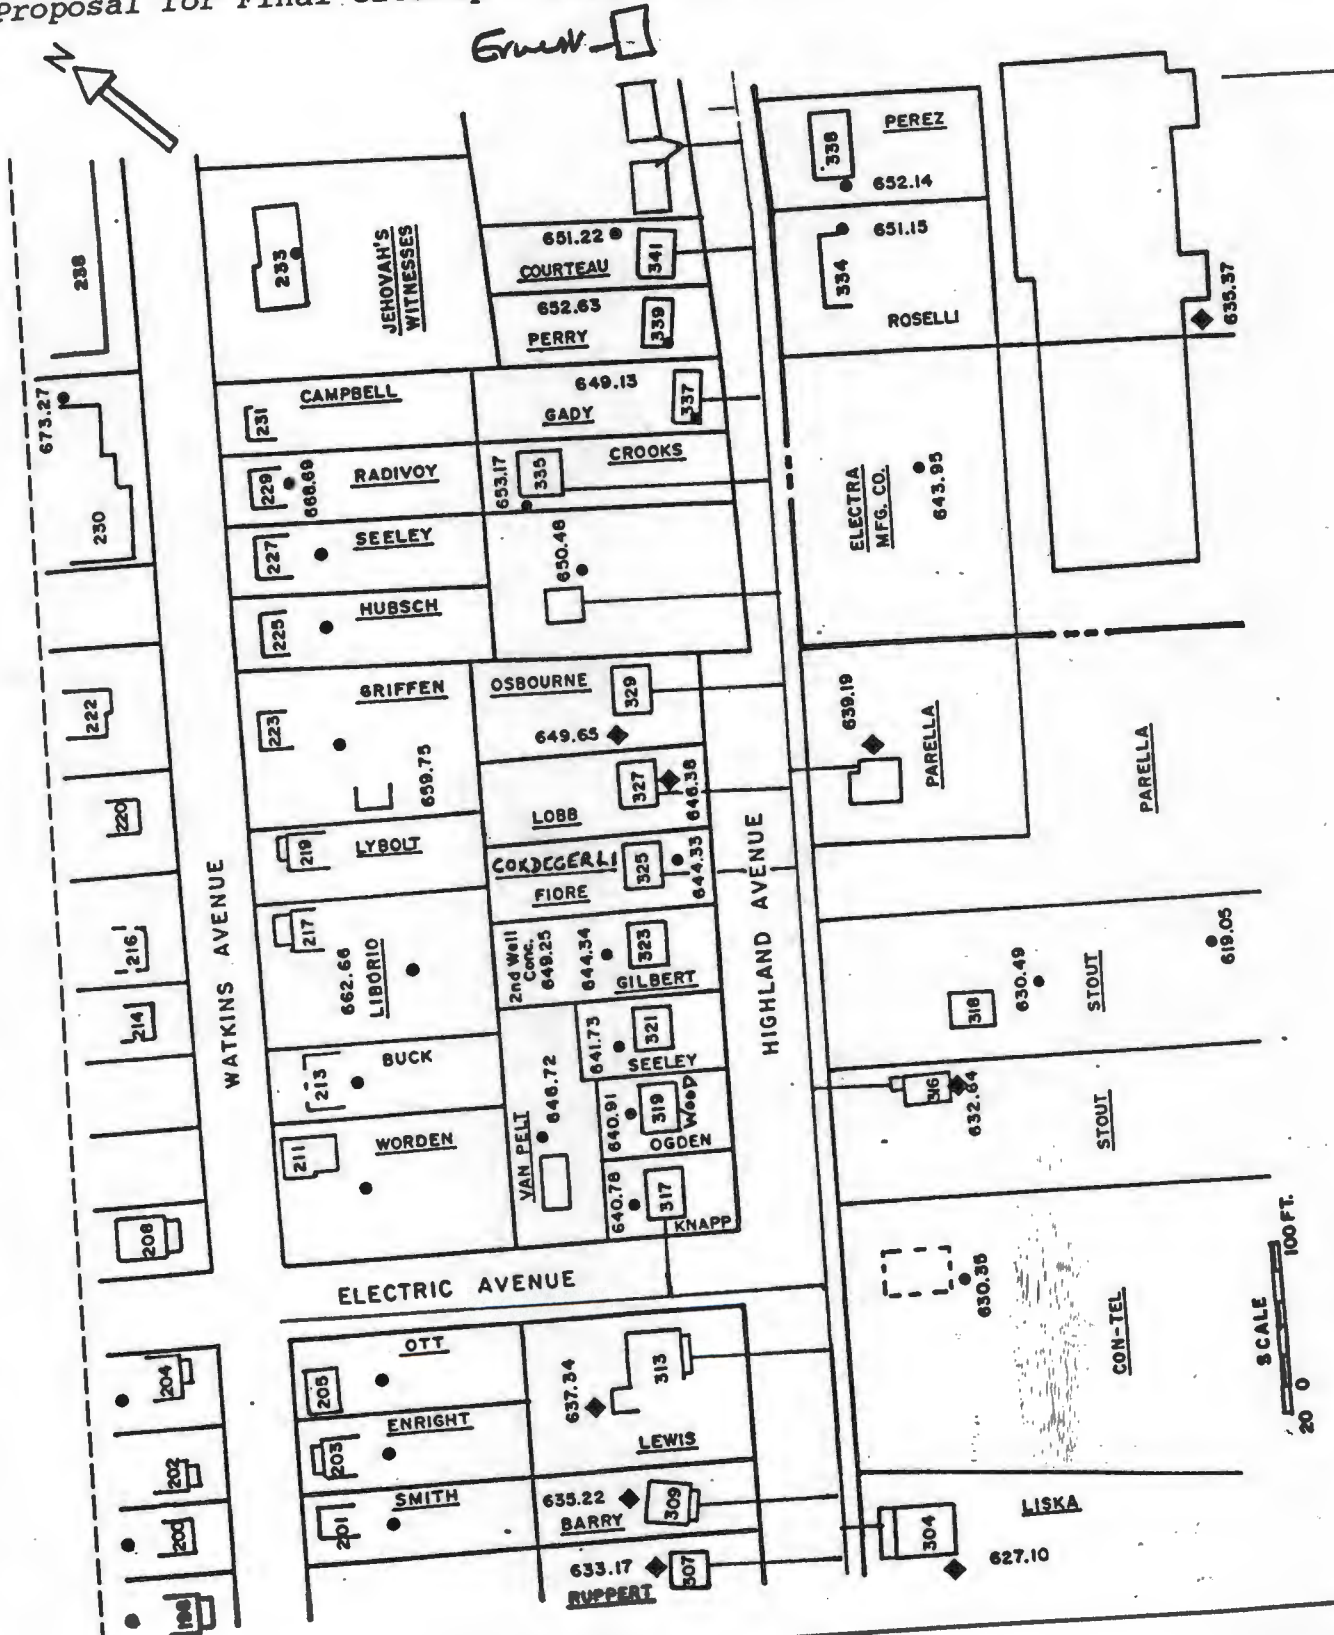 Proposal for Final
Ernest
N
PEREZ
338
652.14
651.15
334
ROSELLI
635.37
238
233
JEHOVAH'S
WITNESSES
651.22
COURTEAU
341
652.63
PERRY
339
673.27
230
CAMPBELL
231
649.13
GADY
337
RADIVOY
229
668.69
653.17
335
CROOKS
SEELEY
227
650.48
ELECTRA
MFG. CO.
643.95
HUBSCH
225
GRIFFEN
223
659.75
OSBOURNE
329
649.65
222
639.19
PARELLA
PARELLA
LOBB
327
646.38
220
LYBOLT
219
COKDEGERLI
FIORE
325
644.33
WATKINS AVENUE
HIGHLAND AVENUE
217
662.66
LIBORIO
2nd Well
Conc.
649.25
644.34
323
GILBERT
216
214
318
630.49
STOUT
619.05
BUCK
213
641.73
321
SEELEY
316
632.64
STOUT
WORDEN
211
VAN PELT
646.72
640.91
319
WOOD
OGDEN
640.78
317
KNAPP
208
ELECTRIC AVENUE
630.36
CON-TEL
SCALE
20 0 100 FT.
204
OTT
205
637.34
313
LEWIS
202
ENRIGHT
203
200
SMITH
201
635.22
BARRY
309
LISKA
304
627.10
198
633.17
RUPPERT
307